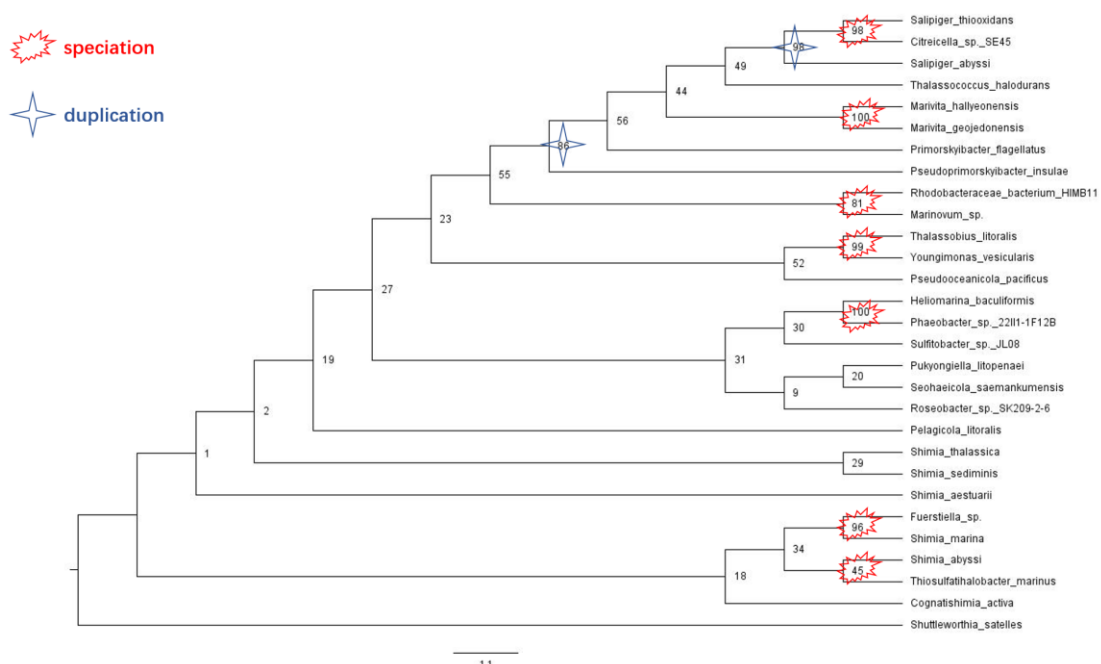 speciation
duplication
Salipiger_thiooxidans
98
Citreicella_sp._SE45
98
Salipiger_abyssi
49
Thalassococcus_halodurans
44
Marivita_hallyeonensis
100
Marivita_geojedonensis
56
Primorskyibacter_flagellatus
86
Pseudoprimorskyibacter_insulae
55
Rhodobacteraceae_bacterium_HIMB11
81
Marinovum_sp.
23
Thalassobius_litoralis
99
Youngimonas_vesicularis
52
Pseudooceanicola_pacificus
27
Heliomarina_baculiformis
100
Phaeobacter_sp._22II1-1F12B
30
Sulfitobacter_sp._JL08
31
19
Pukyongiella_litopenaei
20
Seohaeicola_saemankumensis
9
Roseobacter_sp._SK209-2-6
2
Pelagicola_litoralis
1
Shimia_thalassica
29
Shimia_sediminis
Shimia_aestuarii
Fuerstiella_sp.
96
Shimia_marina
34
Shimia_abyssi
45
Thiosulfatihalobacter_marinus
18
Cognatishimia_activa
Shuttleworthia_satelles